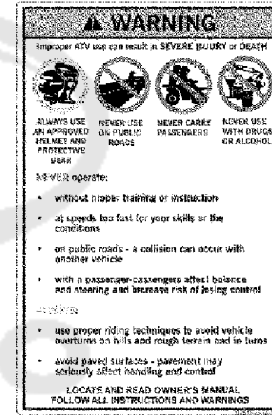 WARNING
Improper ATV use can result in SEVERE INJURY or DEATH
ALWAYS USE
AN APPROVED
HELMET AND
PROTECTIVE
GEAR
NEVER USE
ON PUBLIC
ROADS
NEVER CARRY
PASSENGERS
NEVER USE
WITH DRUGS
OR ALCOHOL
NEVER operate:
• without proper training or instruction
• at speeds too fast for your skills or the
conditions
• on public roads - a collision can occur with
another vehicle
• with a passenger-passengers affect balance
and steering and increase risk of losing control
ALWAYS:
• use proper riding techniques to avoid vehicle
overturns on hills and rough terrain and in turns
• avoid paved surfaces - pavement may
seriously affect handling and control
LOCATE AND READ OWNER'S MANUAL
FOLLOW ALL INSTRUCTIONS AND WARNINGS